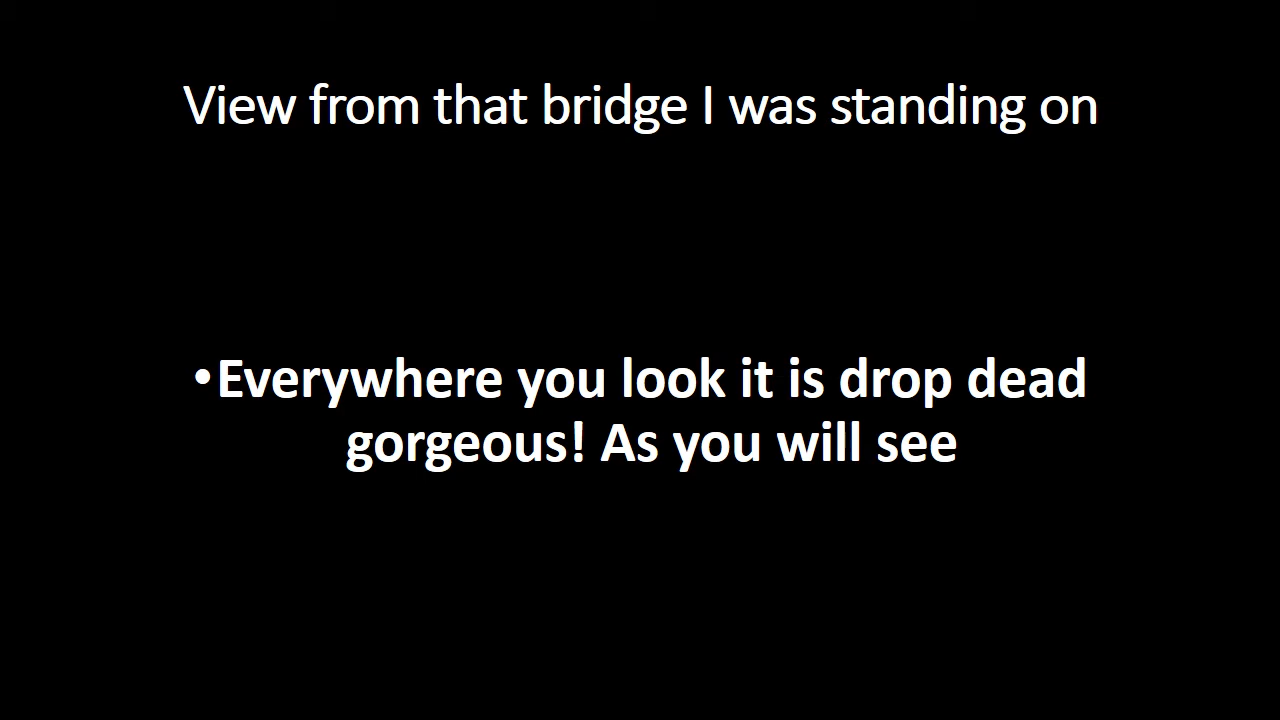 View from that bridge I was standing on
•Everywhere you look it is drop dead
gorgeous! As you will see